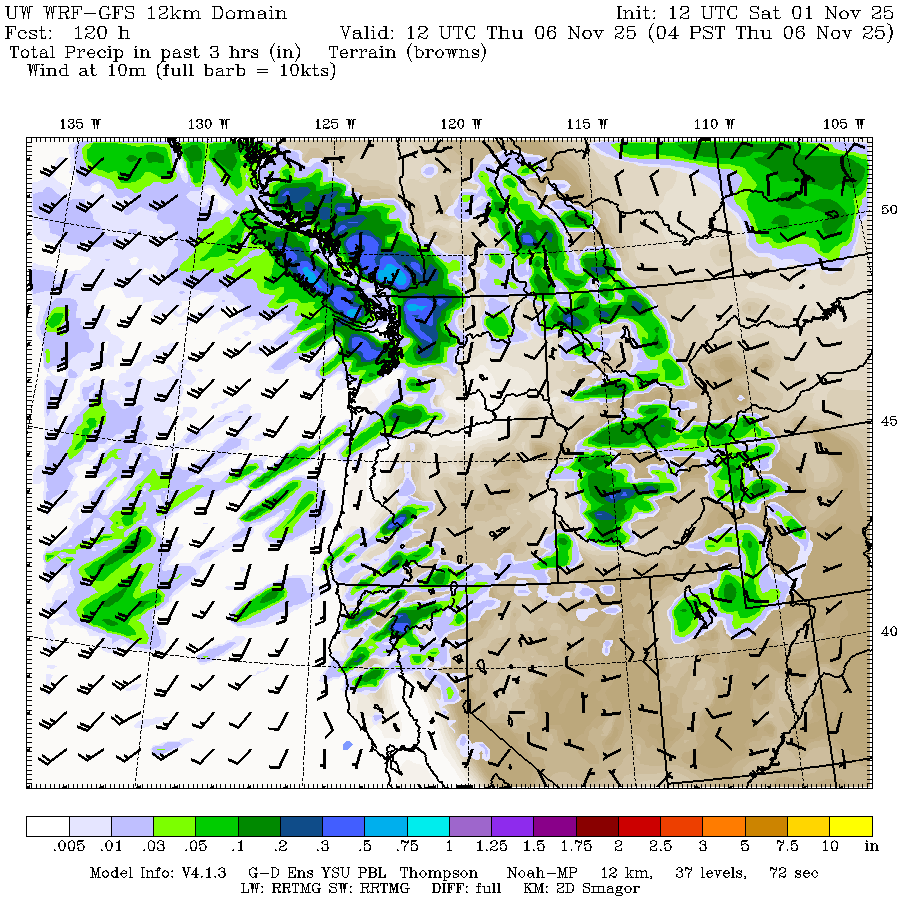 UW WRF-GFS 12km Domain Init: 12 UTC Sat 01 Nov 25
Fcst: 120 h Valid: 12 UTC Thu 06 Nov 25 (04 PST Thu 06 Nov 25)
Total Precip in past 3 hrs (in) Terrain (browns)
Wind at 10m (full barb = 10kts)
135 W 130 W 125 W 120 W 115 W 110 W 105 W
50
45
40
.005 .01 .03 .05 .1 .2 .3 .5 .75 1 1.25 1.5 1.75 2 2.5 3 5 7.5 10 in
Model Info: V4.1.3 G-D Ens YSU PBL Thompson Noah-MP 12 km, 37 levels, 72 sec
LW: RRTMG SW: RRTMG DIFF: full KM: 2D Smagor